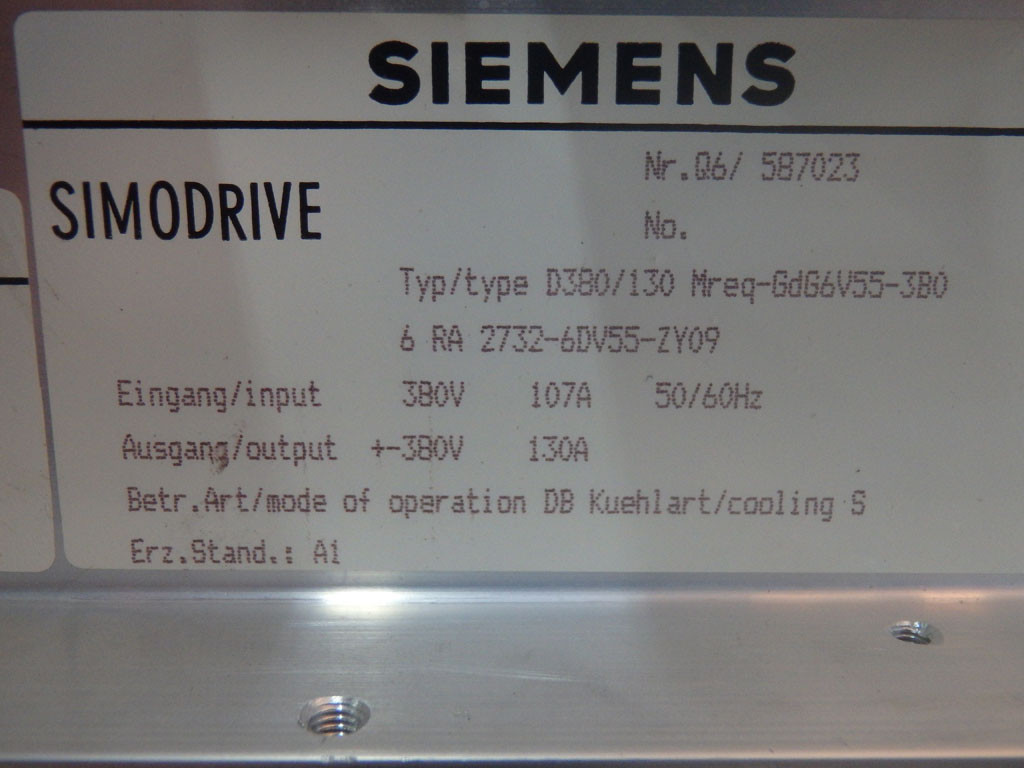 SIEMENS
SIMODRIVE
Nr.Q6/ 587023
No.
Typ/type D380/130 Mreq-GdG6V55-3B0
6 RA 2732-6DV55-ZY09
Eingang/input 380V 107A 50/60Hz
Ausgang/output +-380V 130A
Betr.Art/mode of operation DB Kuehlart/cooling S
Erz.Stand.: A1